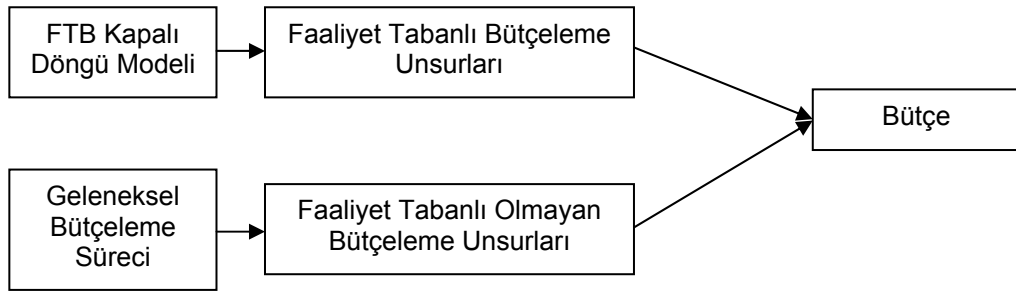 FTB Kapalı
Döngü Modeli
Faaliyet Tabanlı Bütçeleme
Unsurları
Bütçe
Geleneksel
Bütçeleme
Süreci
Faaliyet Tabanlı Olmayan
Bütçeleme Unsurları